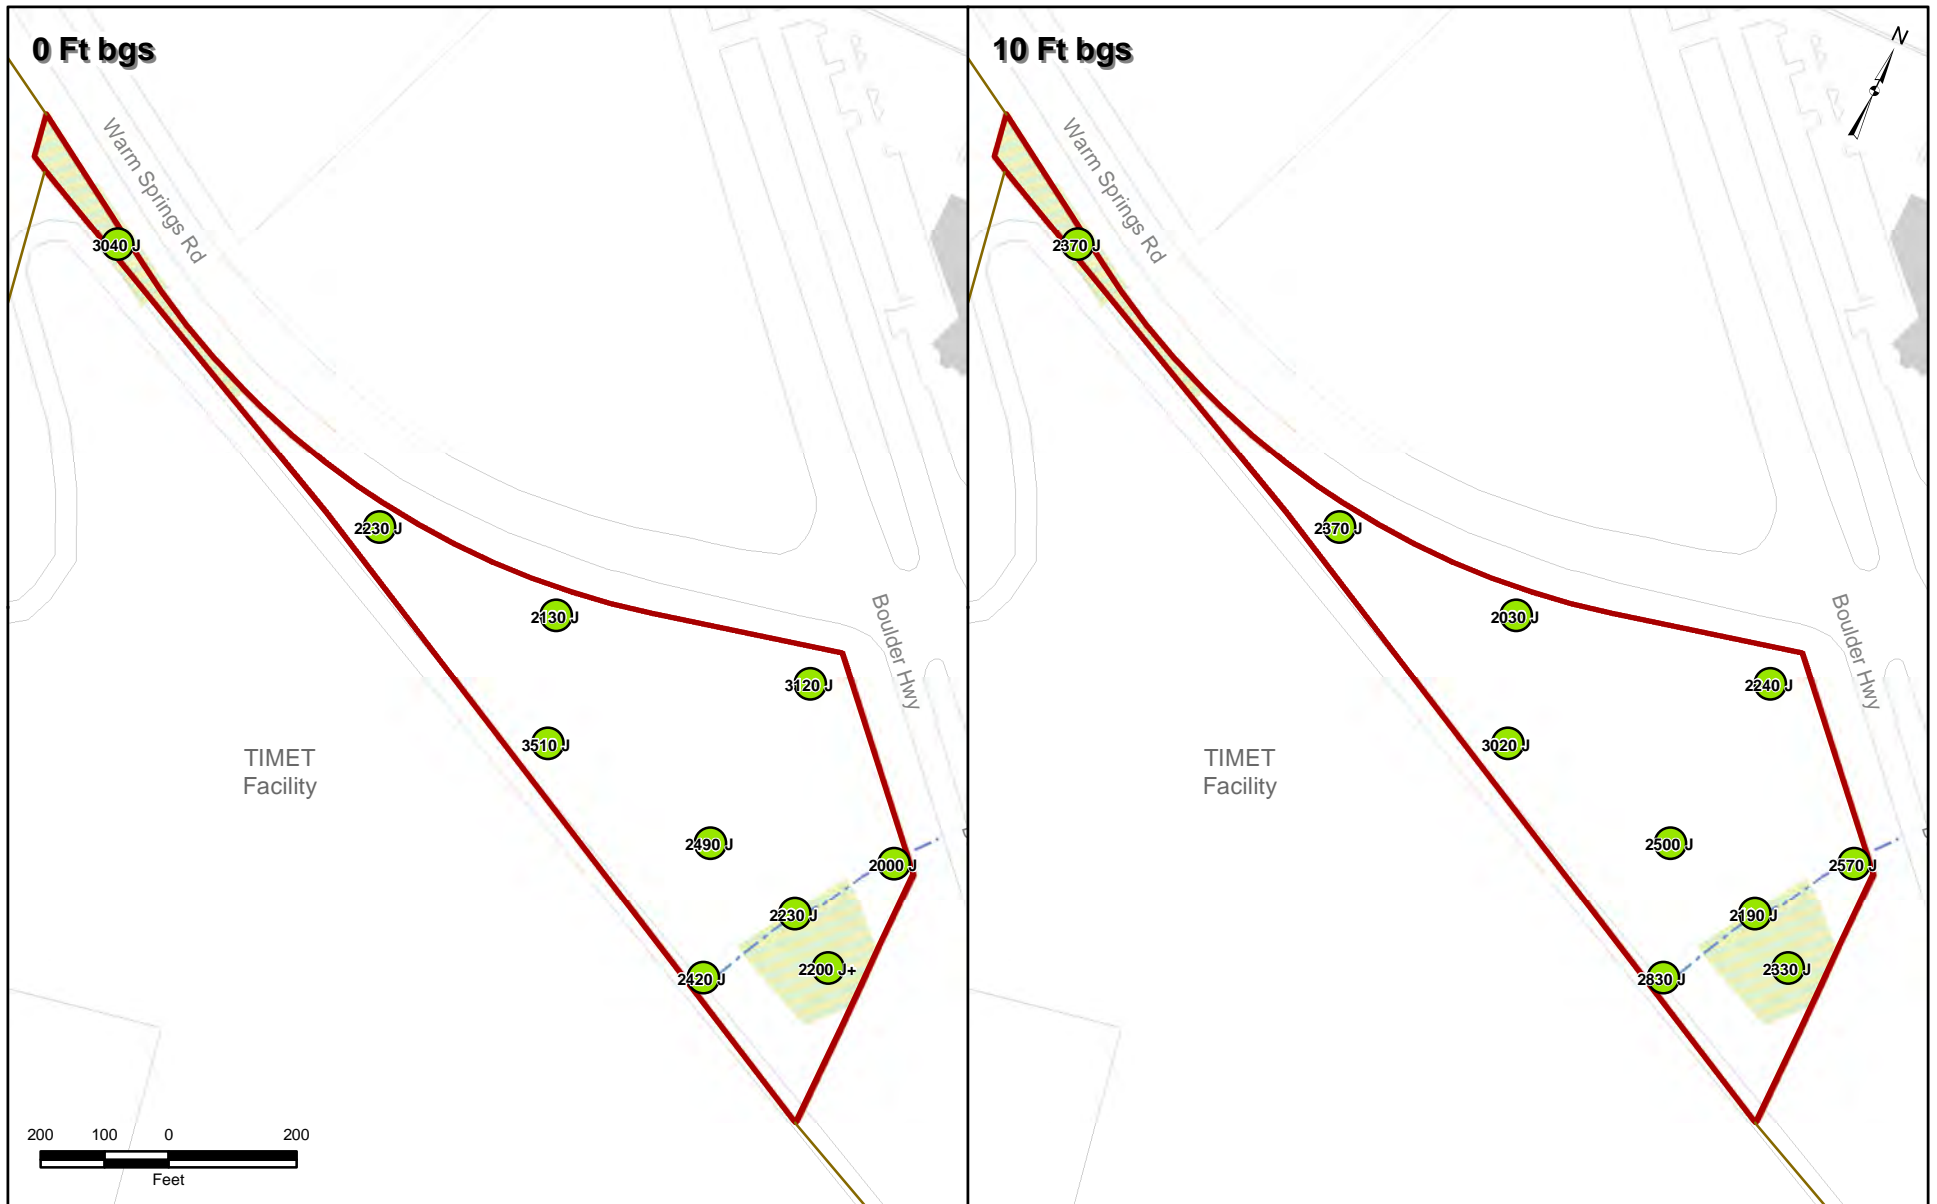 0 Ft bgs
Warm Springs Rd
3040 J
2230 J
2130 J
3120 J
3510 J
Boulder Hwy
TIMET
Facility
2490 J
2000 J
2230 J
2200 J+
2420 J
200 100 0 200
Feet
10 Ft bgs
N
Warm Springs Rd
2370 J
2370 J
2030 J
2240 J
3020 J
Boulder Hwy
TIMET
Facility
2500 J
2570 J
2190 J
2330 J
2830 J